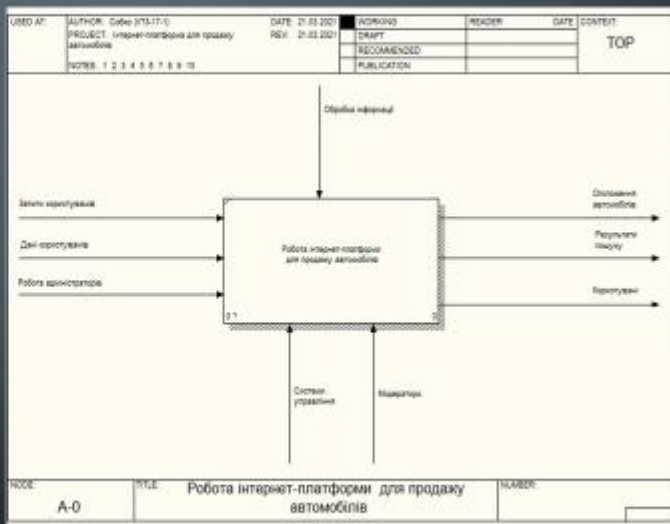 USED AT:
AUTHOR: Собко (УТЗ-17-1)
DATE: 21.03.2021
WORKING
READER
DATE
CONTEXT:
PROJECT: Інтернет-платформа для продажу
REV: 21.03.2021
DRAFT
TOP
автомобілів
RECOMMENDED
NOTES: 1 2 3 4 5 6 7 8 9 10
PUBLICATION
Обробка інформації
Запити користувачів
Оголошення
автомобілів
Дані користувачів
Результати
пошуку
Робота інтернет-платформи
для продажу автомобілів
Робота адміністраторів
Користувачі
Система
управління
Модератори
NODE:
TITLE:
NUMBER:
A-0
Робота інтернет-платформи для продажу
автомобілів